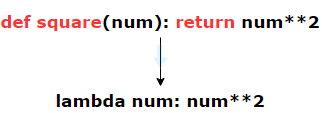 def square(num): return num**2
lambda num: num**2